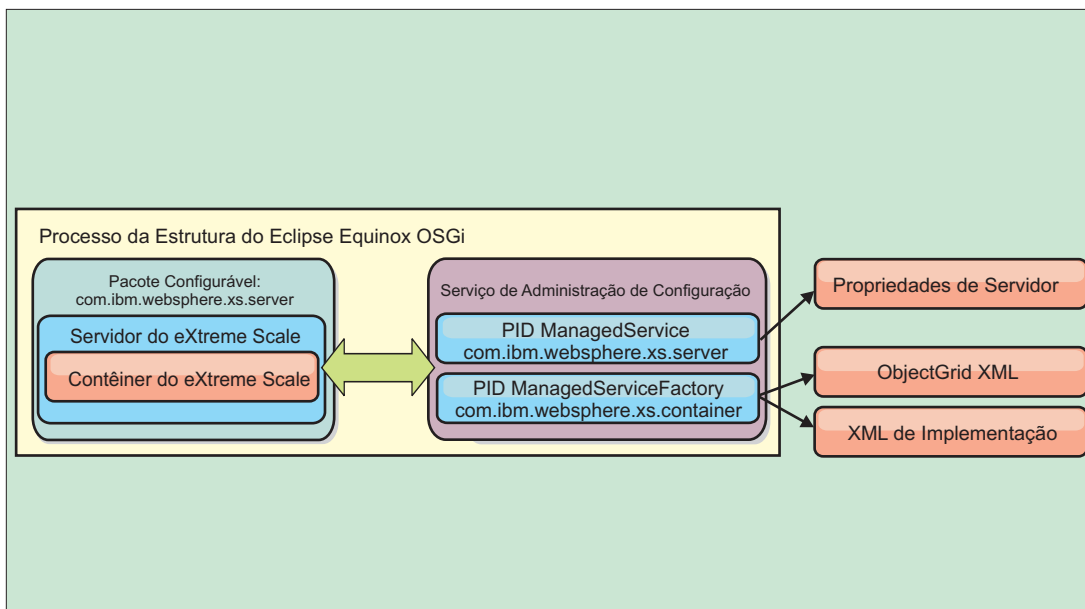 Processo da Estrutura do Eclipse Equinox OSGi
Pacote Configurável:
com.ibm.websphere.xs.server
Servidor do eXtreme Scale
Contêiner do eXtreme Scale
Serviço de Administração de Configuração
PID ManagedService
com.ibm.websphere.xs.server
PID ManagedServiceFactory
com.ibm.websphere.xs.container
Propriedades de Servidor
ObjectGrid XML
XML de Implementação